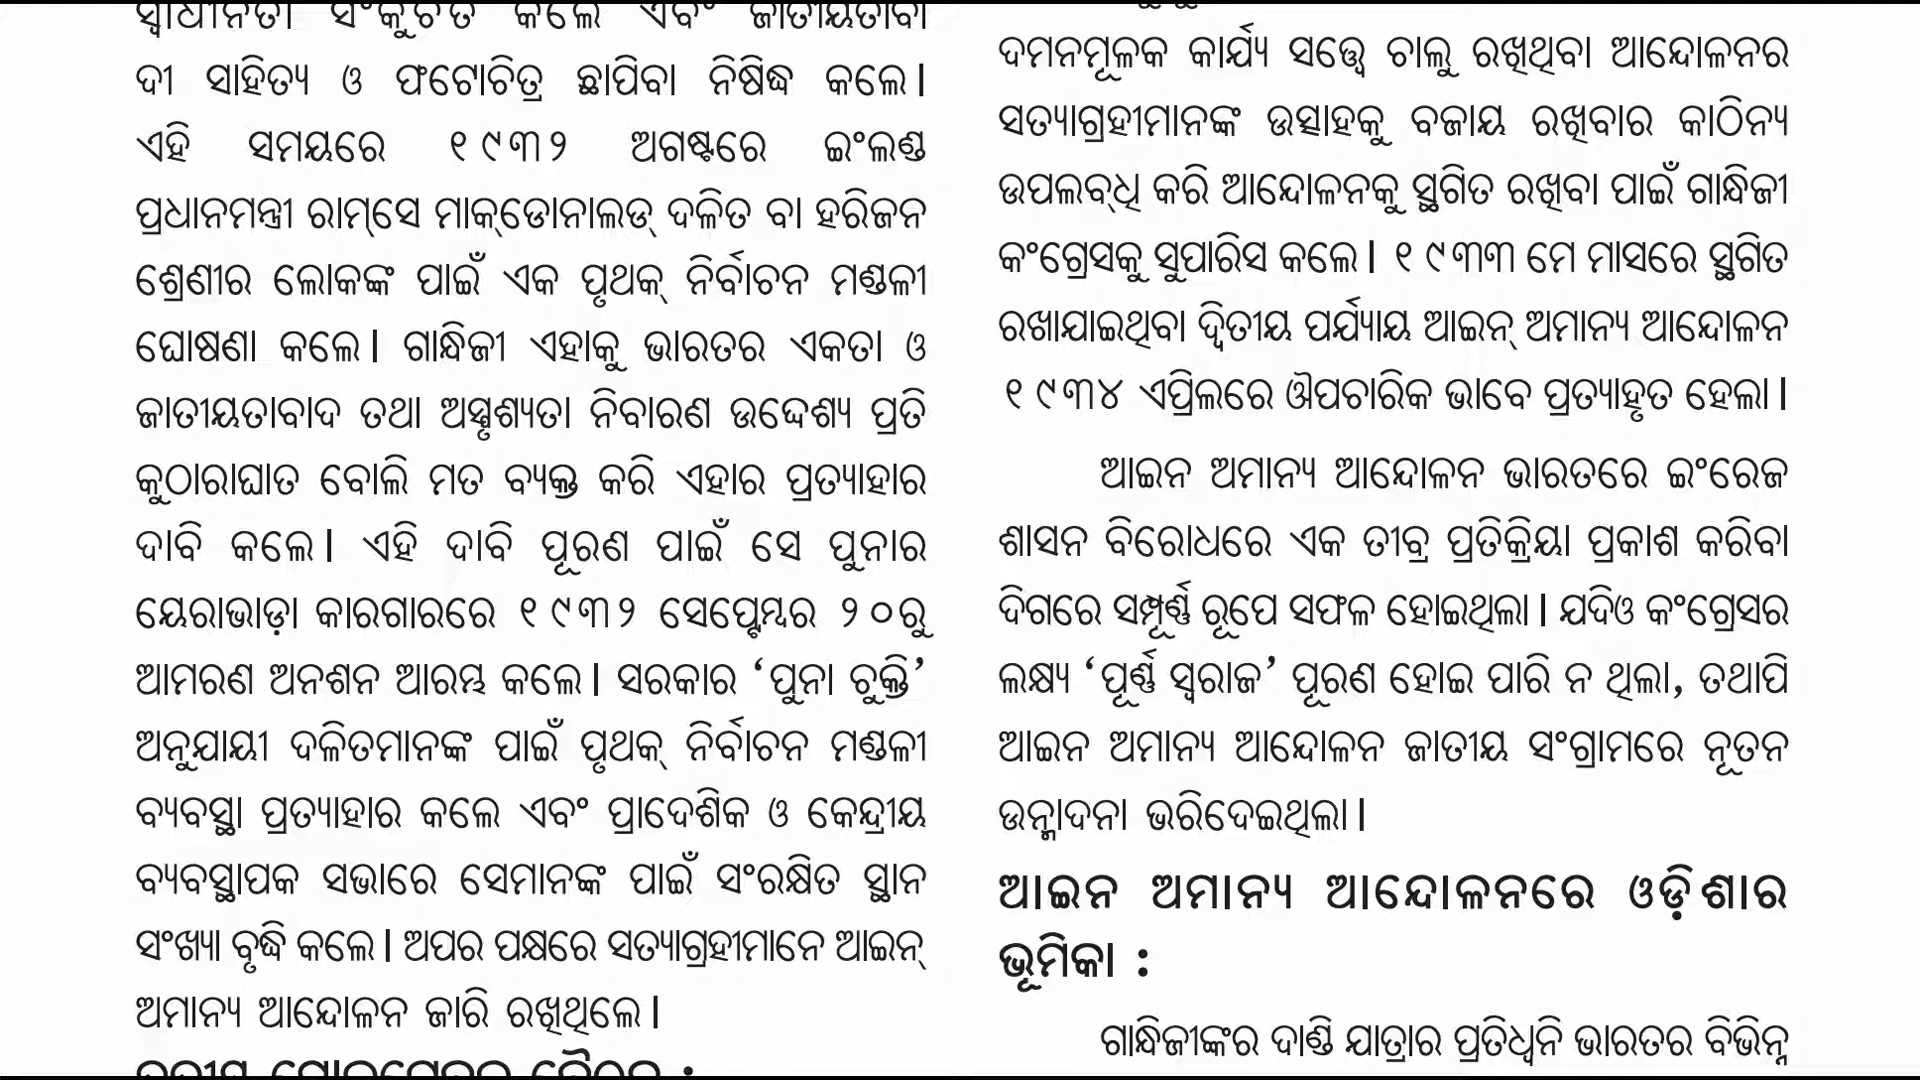 ସ୍ୱାଧୀନତା ସଂକୁଚିତ କଲେ ଏବଂ ଜାତୀୟତାବା
ଦୀ ସାହିତ୍ୟ ଓ ଫଟୋଚିତ୍ର ଛାପିବା ନିଷିଦ୍ଧ କଲେ।
ଏହି ସମୟରେ ୧୯୩୨ ଅଗଷ୍ଟରେ ଇଂଲଣ୍ଡ
ପ୍ରଧାନମନ୍ତ୍ରୀ ରାମ୍‌ସେ ମାକ୍‌ଡୋନାଲଡ୍ ଦଳିତ ବା ହରିଜନ
ଶ୍ରେଣୀର ଲୋକଙ୍କ ପାଇଁ ଏକ ପୃଥକ୍ ନିର୍ବାଚନ ମଣ୍ଡଳୀ
ଘୋଷଣା କଲେ। ଗାନ୍ଧିଜୀ ଏହାକୁ ଭାରତର ଏକତା ଓ
ଜାତୀୟତାବାଦ ତଥା ଅସ୍ପୃଶ୍ୟତା ନିବାରଣ ଉଦ୍ଦେଶ୍ୟ ପ୍ରତି
କୁଠାରାଘାତ ବୋଲି ମତ ବ୍ୟକ୍ତ କରି ଏହାର ପ୍ରତ୍ୟାହାର
ଦାବି କଲେ। ଏହି ଦାବି ପୂରଣ ପାଇଁ ସେ ପୁନାର
ୟେରାଭାଡ଼ା କାରଗାରରେ ୧୯୩୨ ସେପ୍ଟେମ୍ବର ୨୦ରୁ
ଆମରଣ ଅନଶନ ଆରମ୍ଭ କଲେ। ସରକାର ‘ପୁନା ଚୁକ୍ତି’
ଅନୁଯାୟୀ ଦଳିତମାନଙ୍କ ପାଇଁ ପୃଥକ୍ ନିର୍ବାଚନ ମଣ୍ଡଳୀ
ବ୍ୟବସ୍ଥା ପ୍ରତ୍ୟାହାର କଲେ ଏବଂ ପ୍ରାଦେଶିକ ଓ କେନ୍ଦ୍ରୀୟ
ବ୍ୟବସ୍ଥାପକ ସଭାରେ ସେମାନଙ୍କ ପାଇଁ ସଂରକ୍ଷିତ ସ୍ଥାନ
ସଂଖ୍ୟା ବୃଦ୍ଧି କଲେ। ଅପର ପକ୍ଷରେ ସତ୍ୟାଗ୍ରହୀମାନେ ଆଇନ୍
ଅମାନ୍ୟ ଆନ୍ଦୋଳନ ଜାରି ରଖିଥିଲେ।
ଦମନମୂଳକ କାର୍ଯ୍ୟ ସତ୍ତ୍ୱେ ଚାଲୁ ରଖିଥିବା ଆନ୍ଦୋଳନର
ସତ୍ୟାଗ୍ରହୀମାନଙ୍କ ଉତ୍ସାହକୁ ବଜାୟ ରଖିବାର କାଠିନ୍ୟ
ଉପଲବ୍‌ଧି କରି ଆନ୍ଦୋଳନକୁ ସ୍ଥଗିତ ରଖିବା ପାଇଁ ଗାନ୍ଧିଜୀ
କଂଗ୍ରେସକୁ ସୁପାରିସ କଲେ। ୧୯୩୩ ମେ ମାସରେ ସ୍ଥଗିତ
ରଖାଯାଇଥିବା ଦ୍ୱିତୀୟ ପର୍ଯ୍ୟାୟ ଆଇନ୍ ଅମାନ୍ୟ ଆନ୍ଦୋଳନ
୧୯୩୪ ଏପ୍ରିଲରେ ଔପଚାରିକ ଭାବେ ପ୍ରତ୍ୟାହୃତ ହେଲା।
ଆଇନ ଅମାନ୍ୟ ଆନ୍ଦୋଳନ ଭାରତରେ ଇଂରେଜ
ଶାସନ ବିରୋଧରେ ଏକ ତୀବ୍ର ପ୍ରତିକ୍ରିୟା ପ୍ରକାଶ କରିବା
ଦିଗରେ ସମ୍ପୂର୍ଣ୍ଣ ରୂପେ ସଫଳ ହୋଇଥିଲା। ଯଦିଓ କଂଗ୍ରେସର
ଲକ୍ଷ୍ୟ ‘ପୂର୍ଣ୍ଣ ସ୍ୱରାଜ’ ପୂରଣ ହୋଇ ପାରି ନ ଥିଲା, ତଥାପି
ଆଇନ ଅମାନ୍ୟ ଆନ୍ଦୋଳନ ଜାତୀୟ ସଂଗ୍ରାମରେ ନୂତନ
ଉନ୍ମାଦନା ଭରିଦେଇଥିଲା।
ଆଇନ ଅମାନ୍ୟ ଆନ୍ଦୋଳନରେ ଓଡ଼ିଶାର
ଭୂମିକା :
ଗାନ୍ଧିଜୀଙ୍କର ଦାଣ୍ଡି ଯାତ୍ରାର ପ୍ରତିଧ୍ୱନି ଭାରତର ବିଭିନ୍ନ